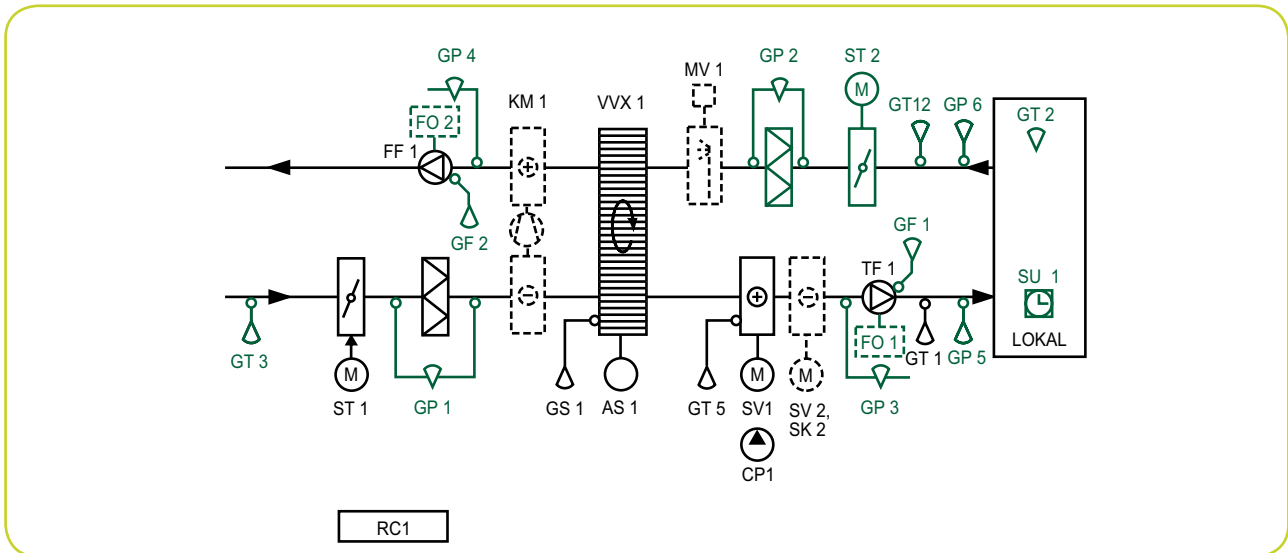 GP 4
GP 2
ST 2
MV 1
KM 1
VVX 1
M
GT12
GP 6
GT 2
FO 2
FF 1
GF 2
GF 1
TF 1
SU 1
LOKAL
FO 1
GT 1
GP 5
GT 3
M
ST 1
GP 1
GS 1
AS 1
GT 5
M
SV1
M
SV 2,
SK 2
GP 3
CP1
RC1